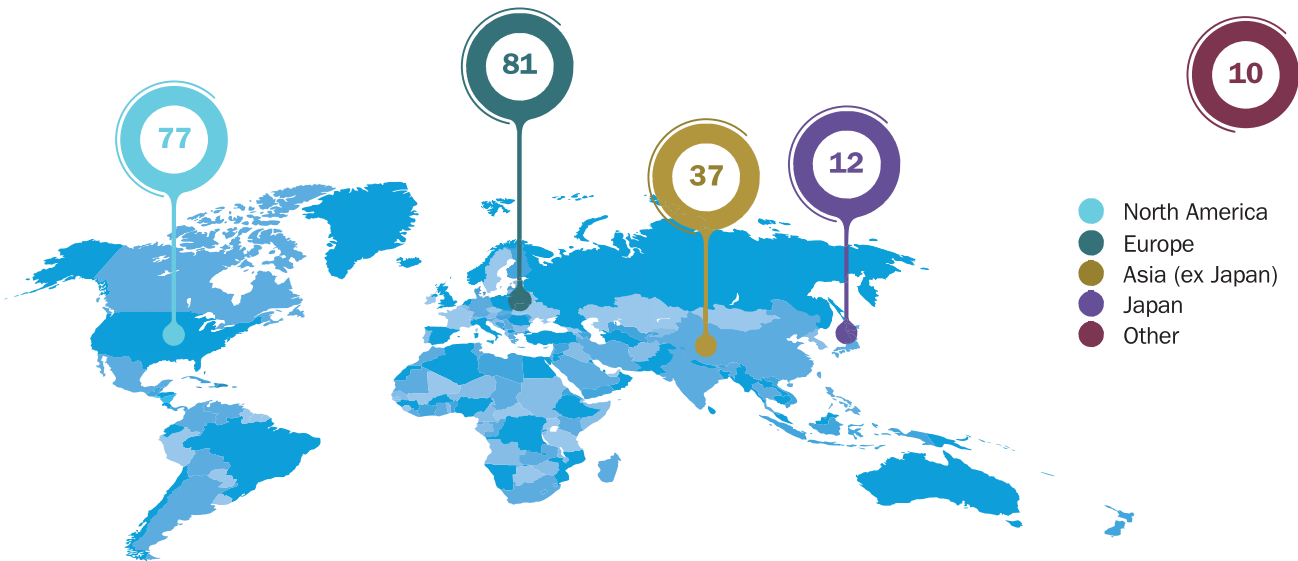 81
10
77
37
12
North America
Europe
Asia (ex Japan)
Japan
Other